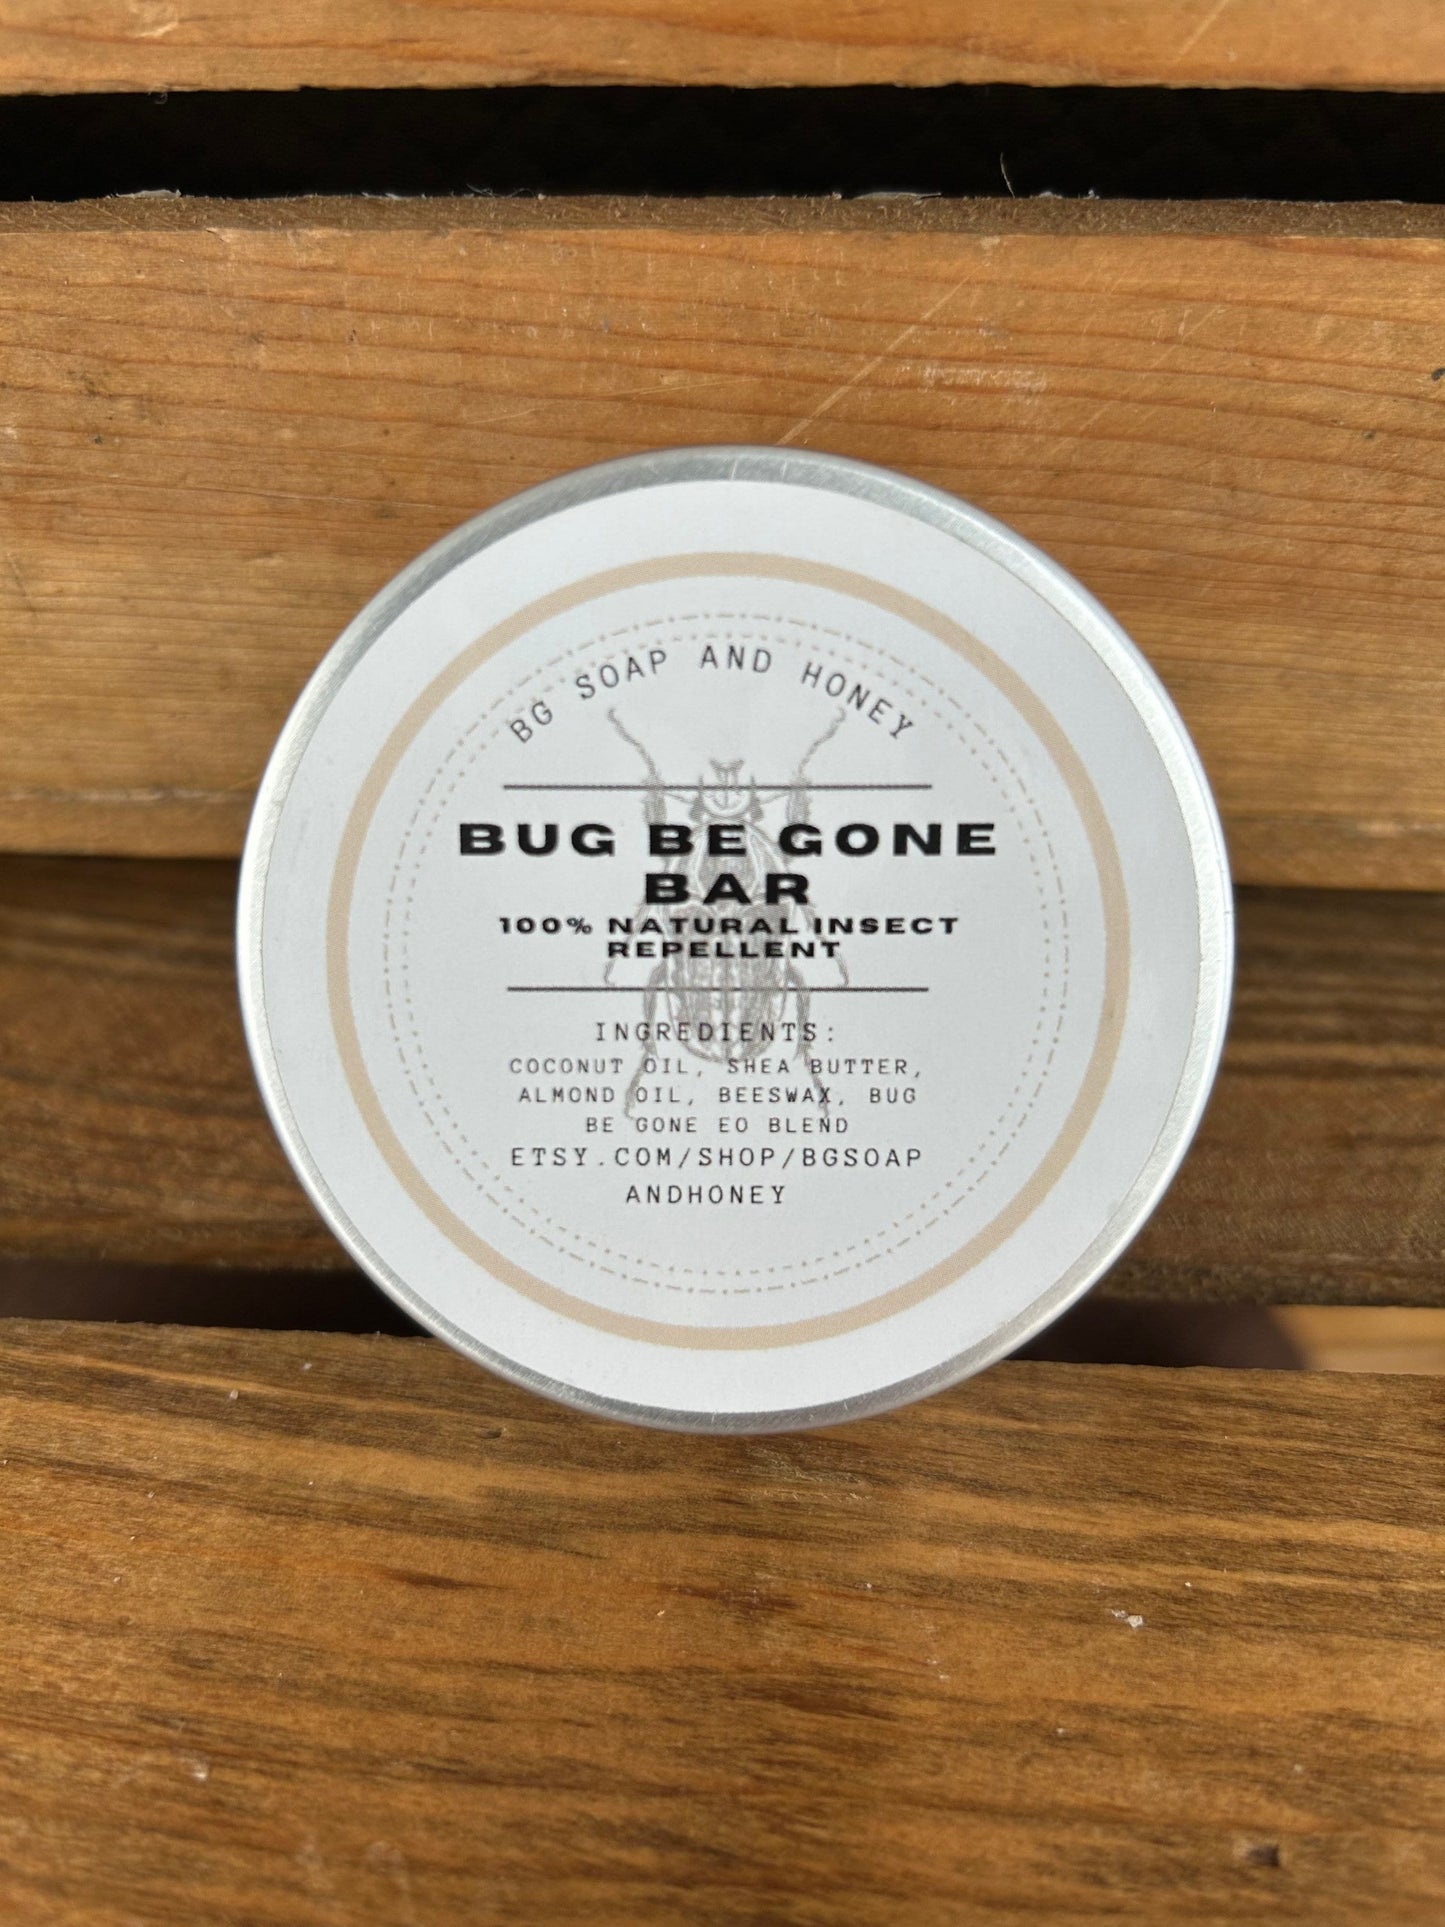 BG SOAP AND HONEY
BUG BE GONE
BAR
100% NATURAL INSECT
REPELLENT
INGREDIENTS:
COCONUT OIL, SHEA BUTTER,
ALMOND OIL, BEESWAX, BUG
BE GONE EO BLEND
ETSY.COM/SHOP/BGSOAP
ANDHONEY